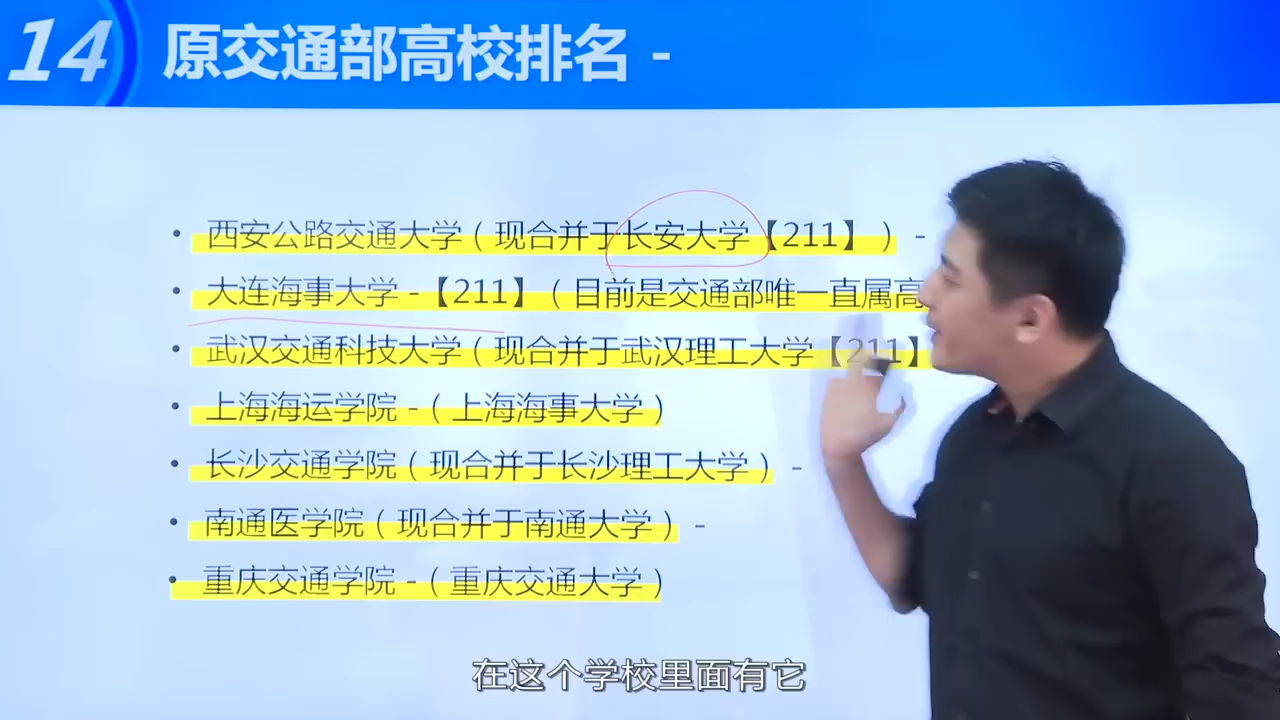 14 原交通部高校排名 -
• 西安公路交通大学（现合并于长安大学【211】） -
• 大连海事大学 -【211】（目前是交通部唯一直属高
• 武汉交通科技大学（现合并于武汉理工大学【211】
• 上海海运学院 -（上海海事大学）
• 长沙交通学院（现合并于长沙理工大学） -
• 南通医学院（现合并于南通大学） -
• 重庆交通学院 -（重庆交通大学）
在这个学校里面有它